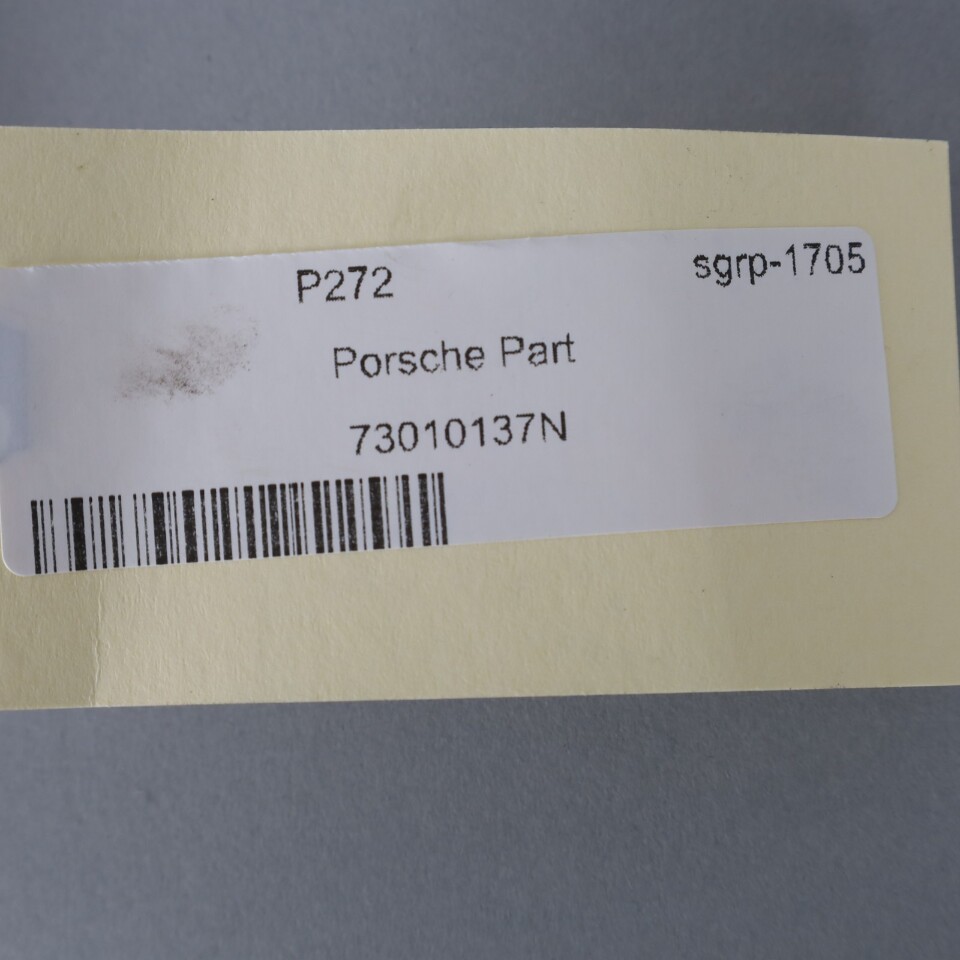 P272
sgrp-1705
Porsche Part
73010137N